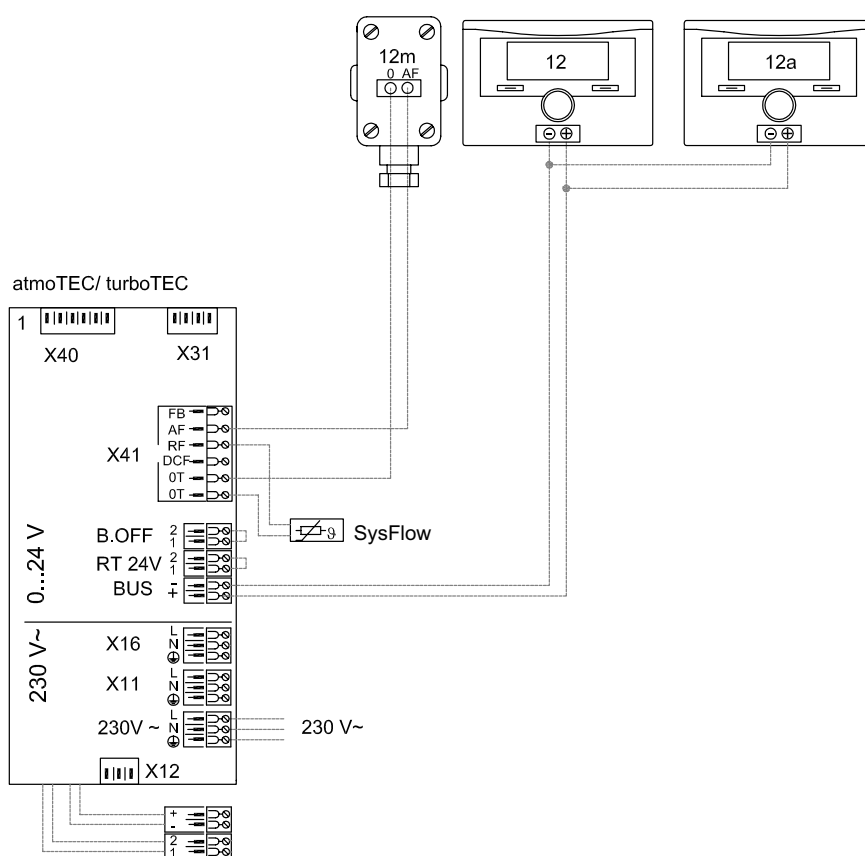 12m
0 AF
12
12a
atmoTEC/ turboTEC
1
X40
X31
X41
FB
AF
RF
DCF
0T
0T
SysFlow
0...24 V
B.OFF
2
1
RT 24V
2
1
BUS
-
+
230 V~
X16
L
N
X11
L
N
230V ~
L
N
230 V~
X12
+
-
2
1